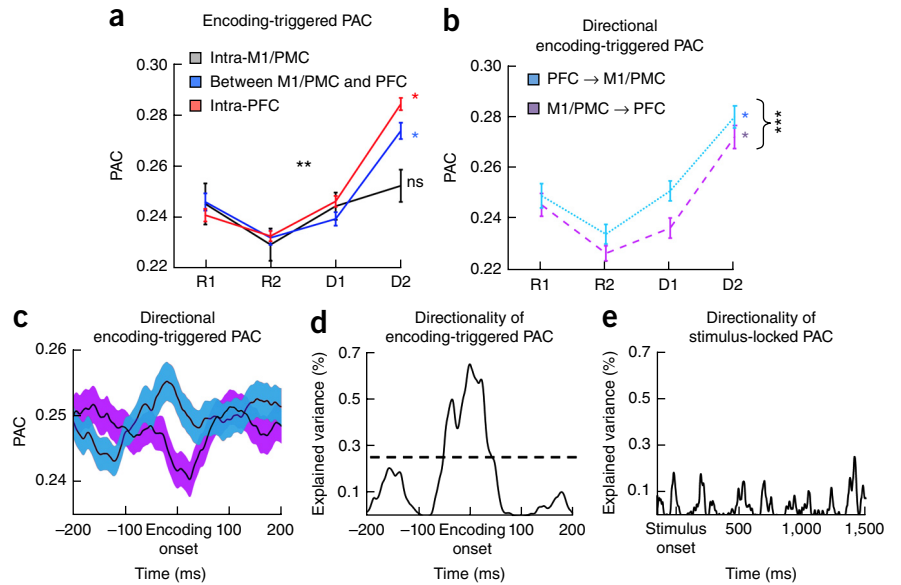 a
Encoding-triggered PAC
Intra-M1/PMC
Between M1/PMC and PFC
Intra-PFC
PAC
0.30
0.28
0.26
0.24
0.22
**
*
*
ns
R1 R2 D1 D2
b
Directional
encoding-triggered PAC
PFC → M1/PMC
M1/PMC → PFC
PAC
0.30
0.28
0.26
0.24
0.22
*
*
***
R1 R2 D1 D2
c
Directional
encoding-triggered PAC
PAC
0.26
0.25
0.24
−200 −100 Encoding 100 200
onset
Time (ms)
d
Directionality of
encoding-triggered PAC
Explained variance (%)
0.7
0.5
0.3
0.1
−200 −100 Encoding 100 200
onset
Time (ms)
e
Directionality of
stimulus-locked PAC
Explained variance (%)
0.7
0.5
0.3
0.1
Stimulus 500 1,000 1,500
onset
Time (ms)